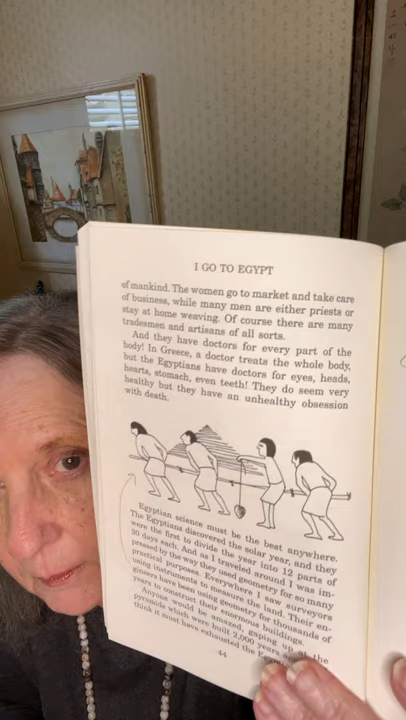 I GO TO EGYPT
of mankind. The women go to market and take care
of business, while many men are either priests or
stay at home weaving. Of course there are many
tradesmen and artisans of all sorts.
And they have doctors for every part of the
body! In Greece, a doctor treats the whole body,
but the Egyptians have doctors for eyes, heads,
hearts, stomach, even teeth! They do seem very
healthy but they have an unhealthy obsession
with death.
Egyptian science must be the best anywhere.
The Egyptians discovered the solar year, and they
were the first to divide the year into 12 parts of
30 days each. And as I traveled around I was im-
pressed by the way they used geometry for so many
practical purposes. Everywhere I saw surveyors
using instruments to measure the land. Their en-
gineers have been using geometry for thousands of
years to construct their enormous buildings.
Anyone would be amazed, gaping up at the
pyramids which were built 2,000 years
think it must have exhausted the
44